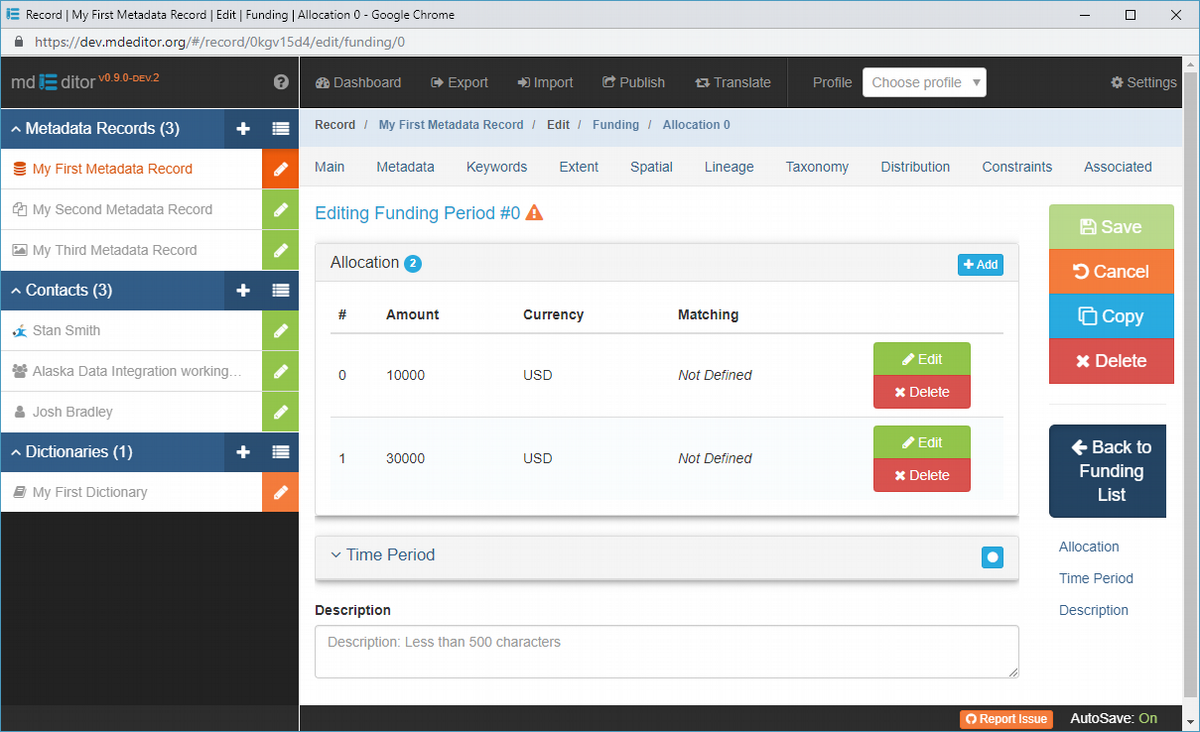 Record | My First Metadata Record | Edit | Funding | Allocation 0 - Google Chrome
https://dev.mdeditor.org/#/record/0kgv15d4/edit/funding/0
md Editor v0.9.0-DEV.2
Dashboard Export Import Publish Translate Profile Choose profile Settings
Metadata Records (3)
My First Metadata Record
My Second Metadata Record
My Third Metadata Record
Contacts (3)
Stan Smith
Alaska Data Integration working...
Josh Bradley
Dictionaries (1)
My First Dictionary
Record / My First Metadata Record / Edit / Funding / Allocation 0
Main Metadata Keywords Extent Spatial Lineage Taxonomy Distribution Constraints Associated
Editing Funding Period #0
Allocation 2 Add
# Amount Currency Matching
0 10000 USD Not Defined Edit
Delete
1 30000 USD Not Defined Edit
Delete
Time Period
Description
Description: Less than 500 characters
Save
Cancel
Copy
Delete
Back to
Funding
List
Allocation
Time Period
Description
Report Issue AutoSave: On